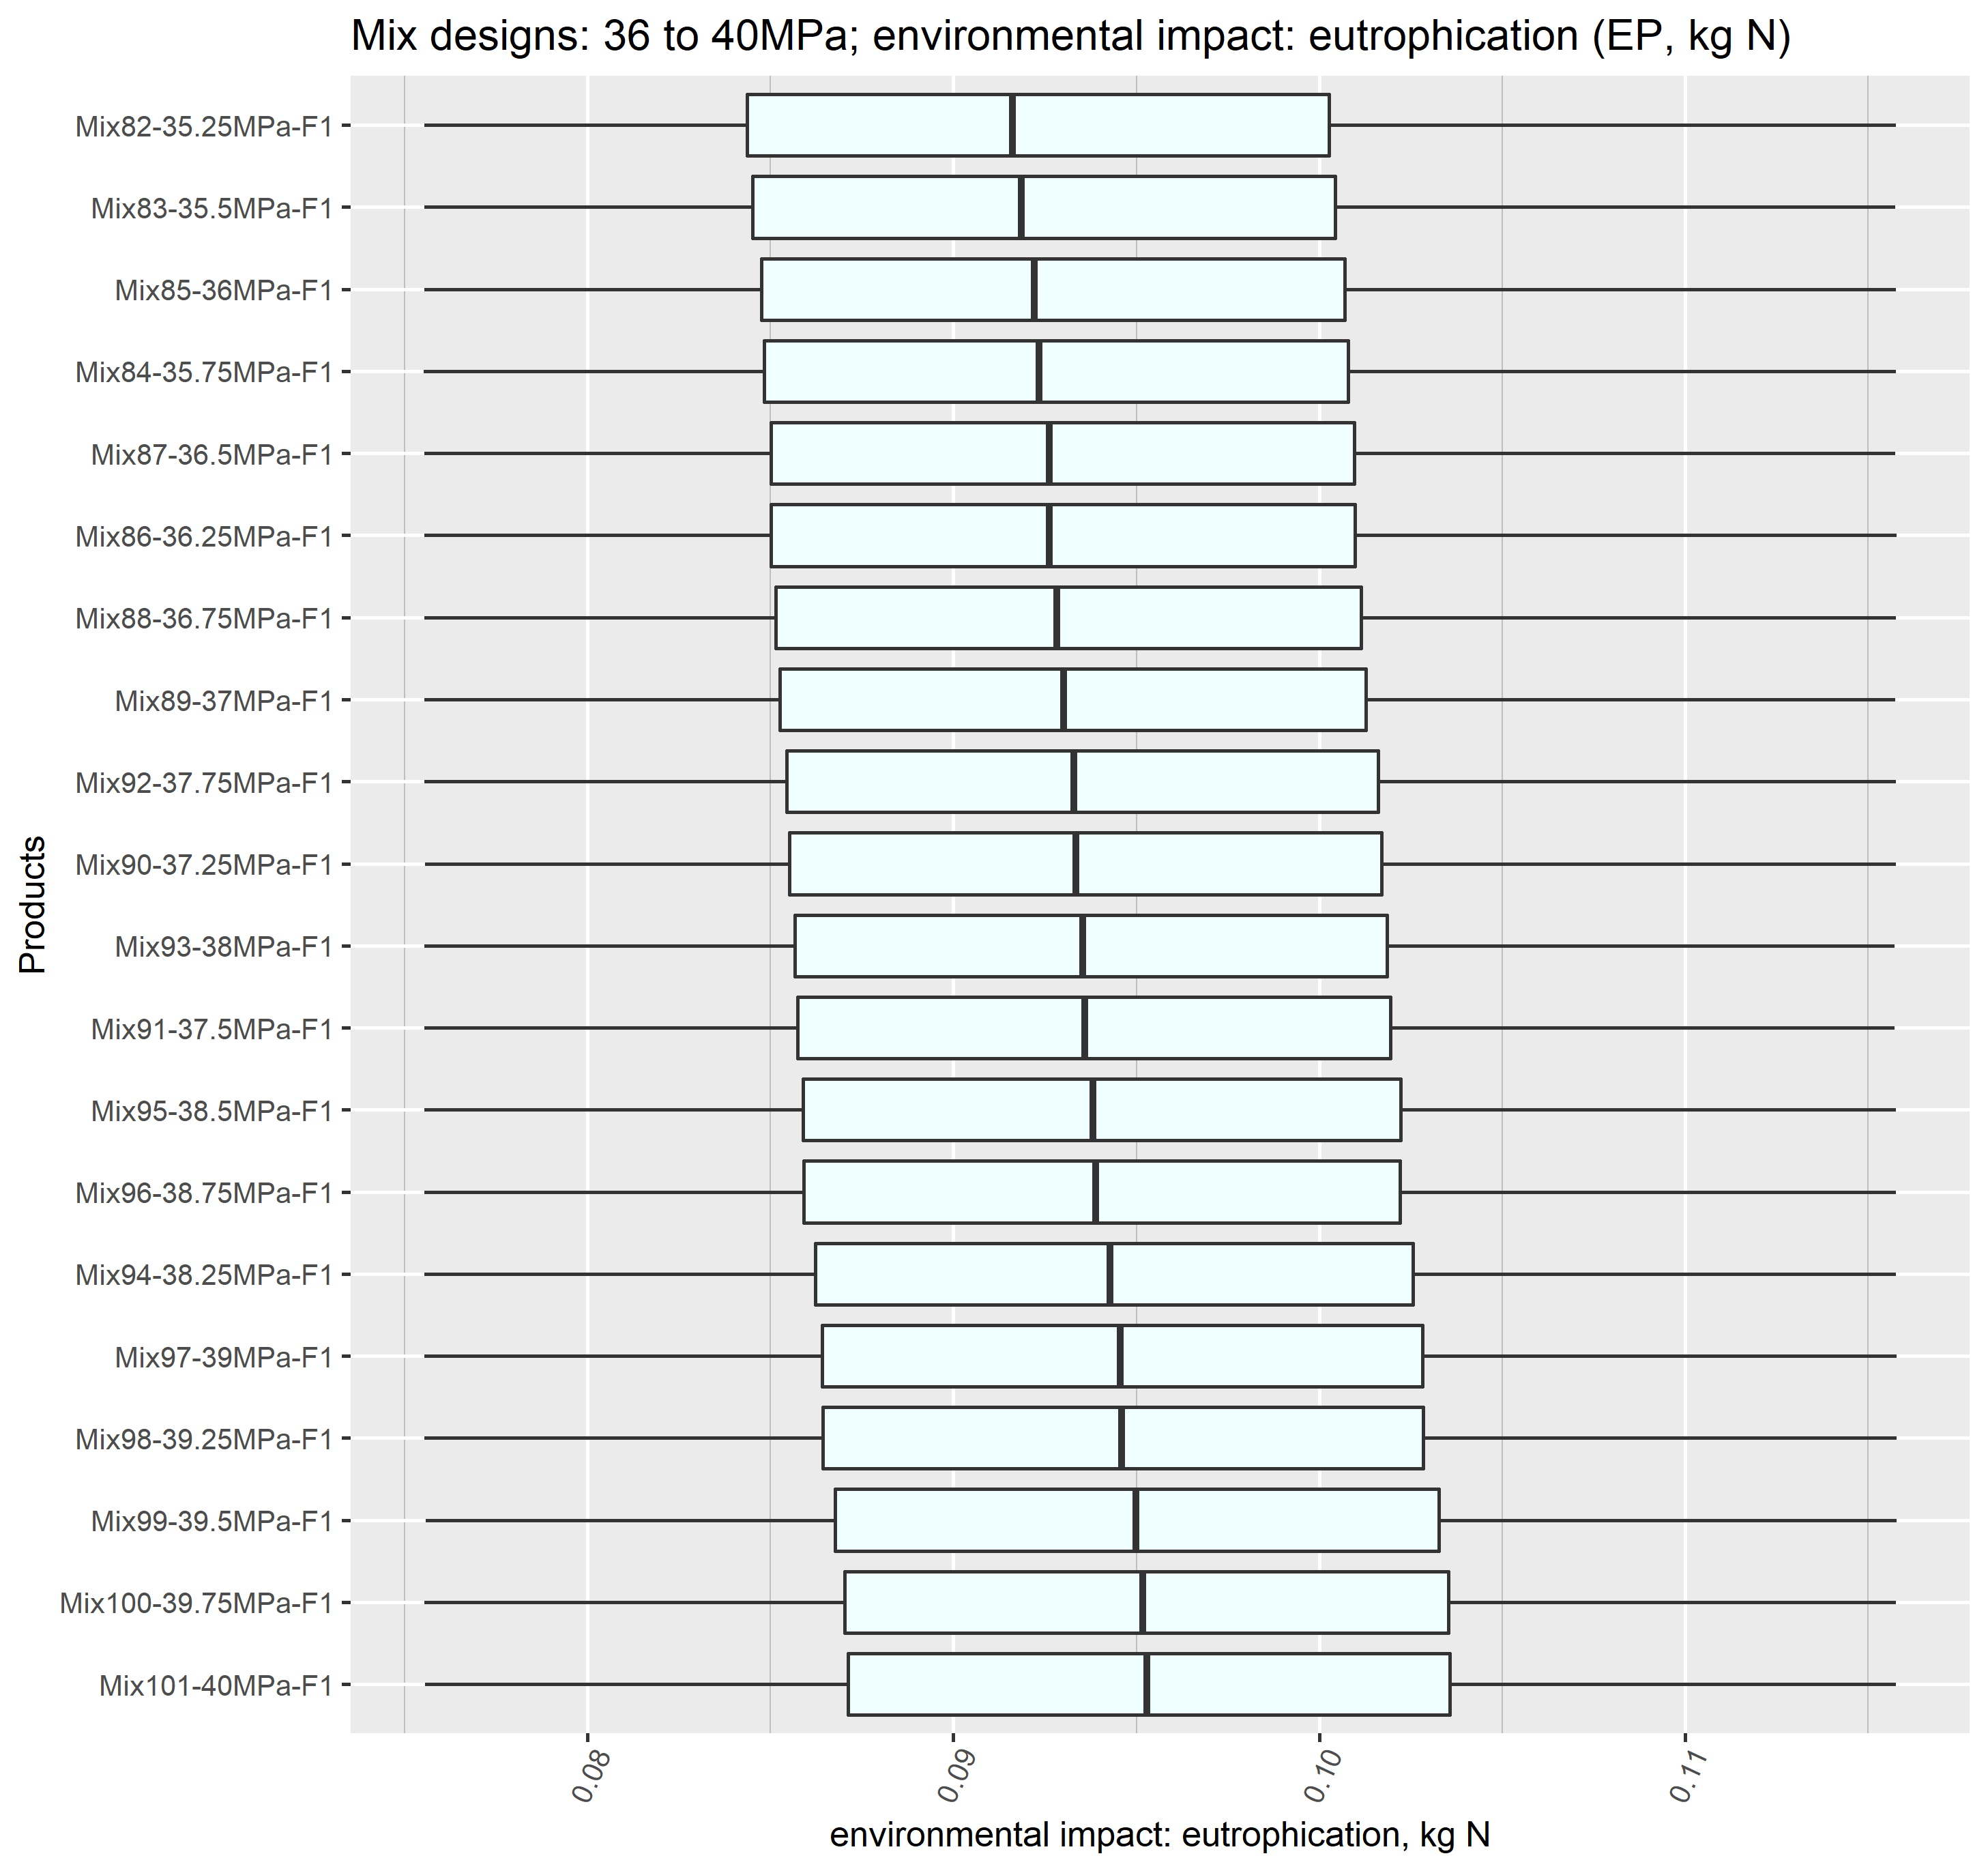 Mix designs: 36 to 40MPa; environmental impact: eutrophication (EP, kg N)
Products
Mix82-35.25MPa-F1
Mix83-35.5MPa-F1
Mix85-36MPa-F1
Mix84-35.75MPa-F1
Mix87-36.5MPa-F1
Mix86-36.25MPa-F1
Mix88-36.75MPa-F1
Mix89-37MPa-F1
Mix92-37.75MPa-F1
Mix90-37.25MPa-F1
Mix93-38MPa-F1
Mix91-37.5MPa-F1
Mix95-38.5MPa-F1
Mix96-38.75MPa-F1
Mix94-38.25MPa-F1
Mix97-39MPa-F1
Mix98-39.25MPa-F1
Mix99-39.5MPa-F1
Mix100-39.75MPa-F1
Mix101-40MPa-F1
0.08
0.09
0.10
0.11
environmental impact: eutrophication, kg N